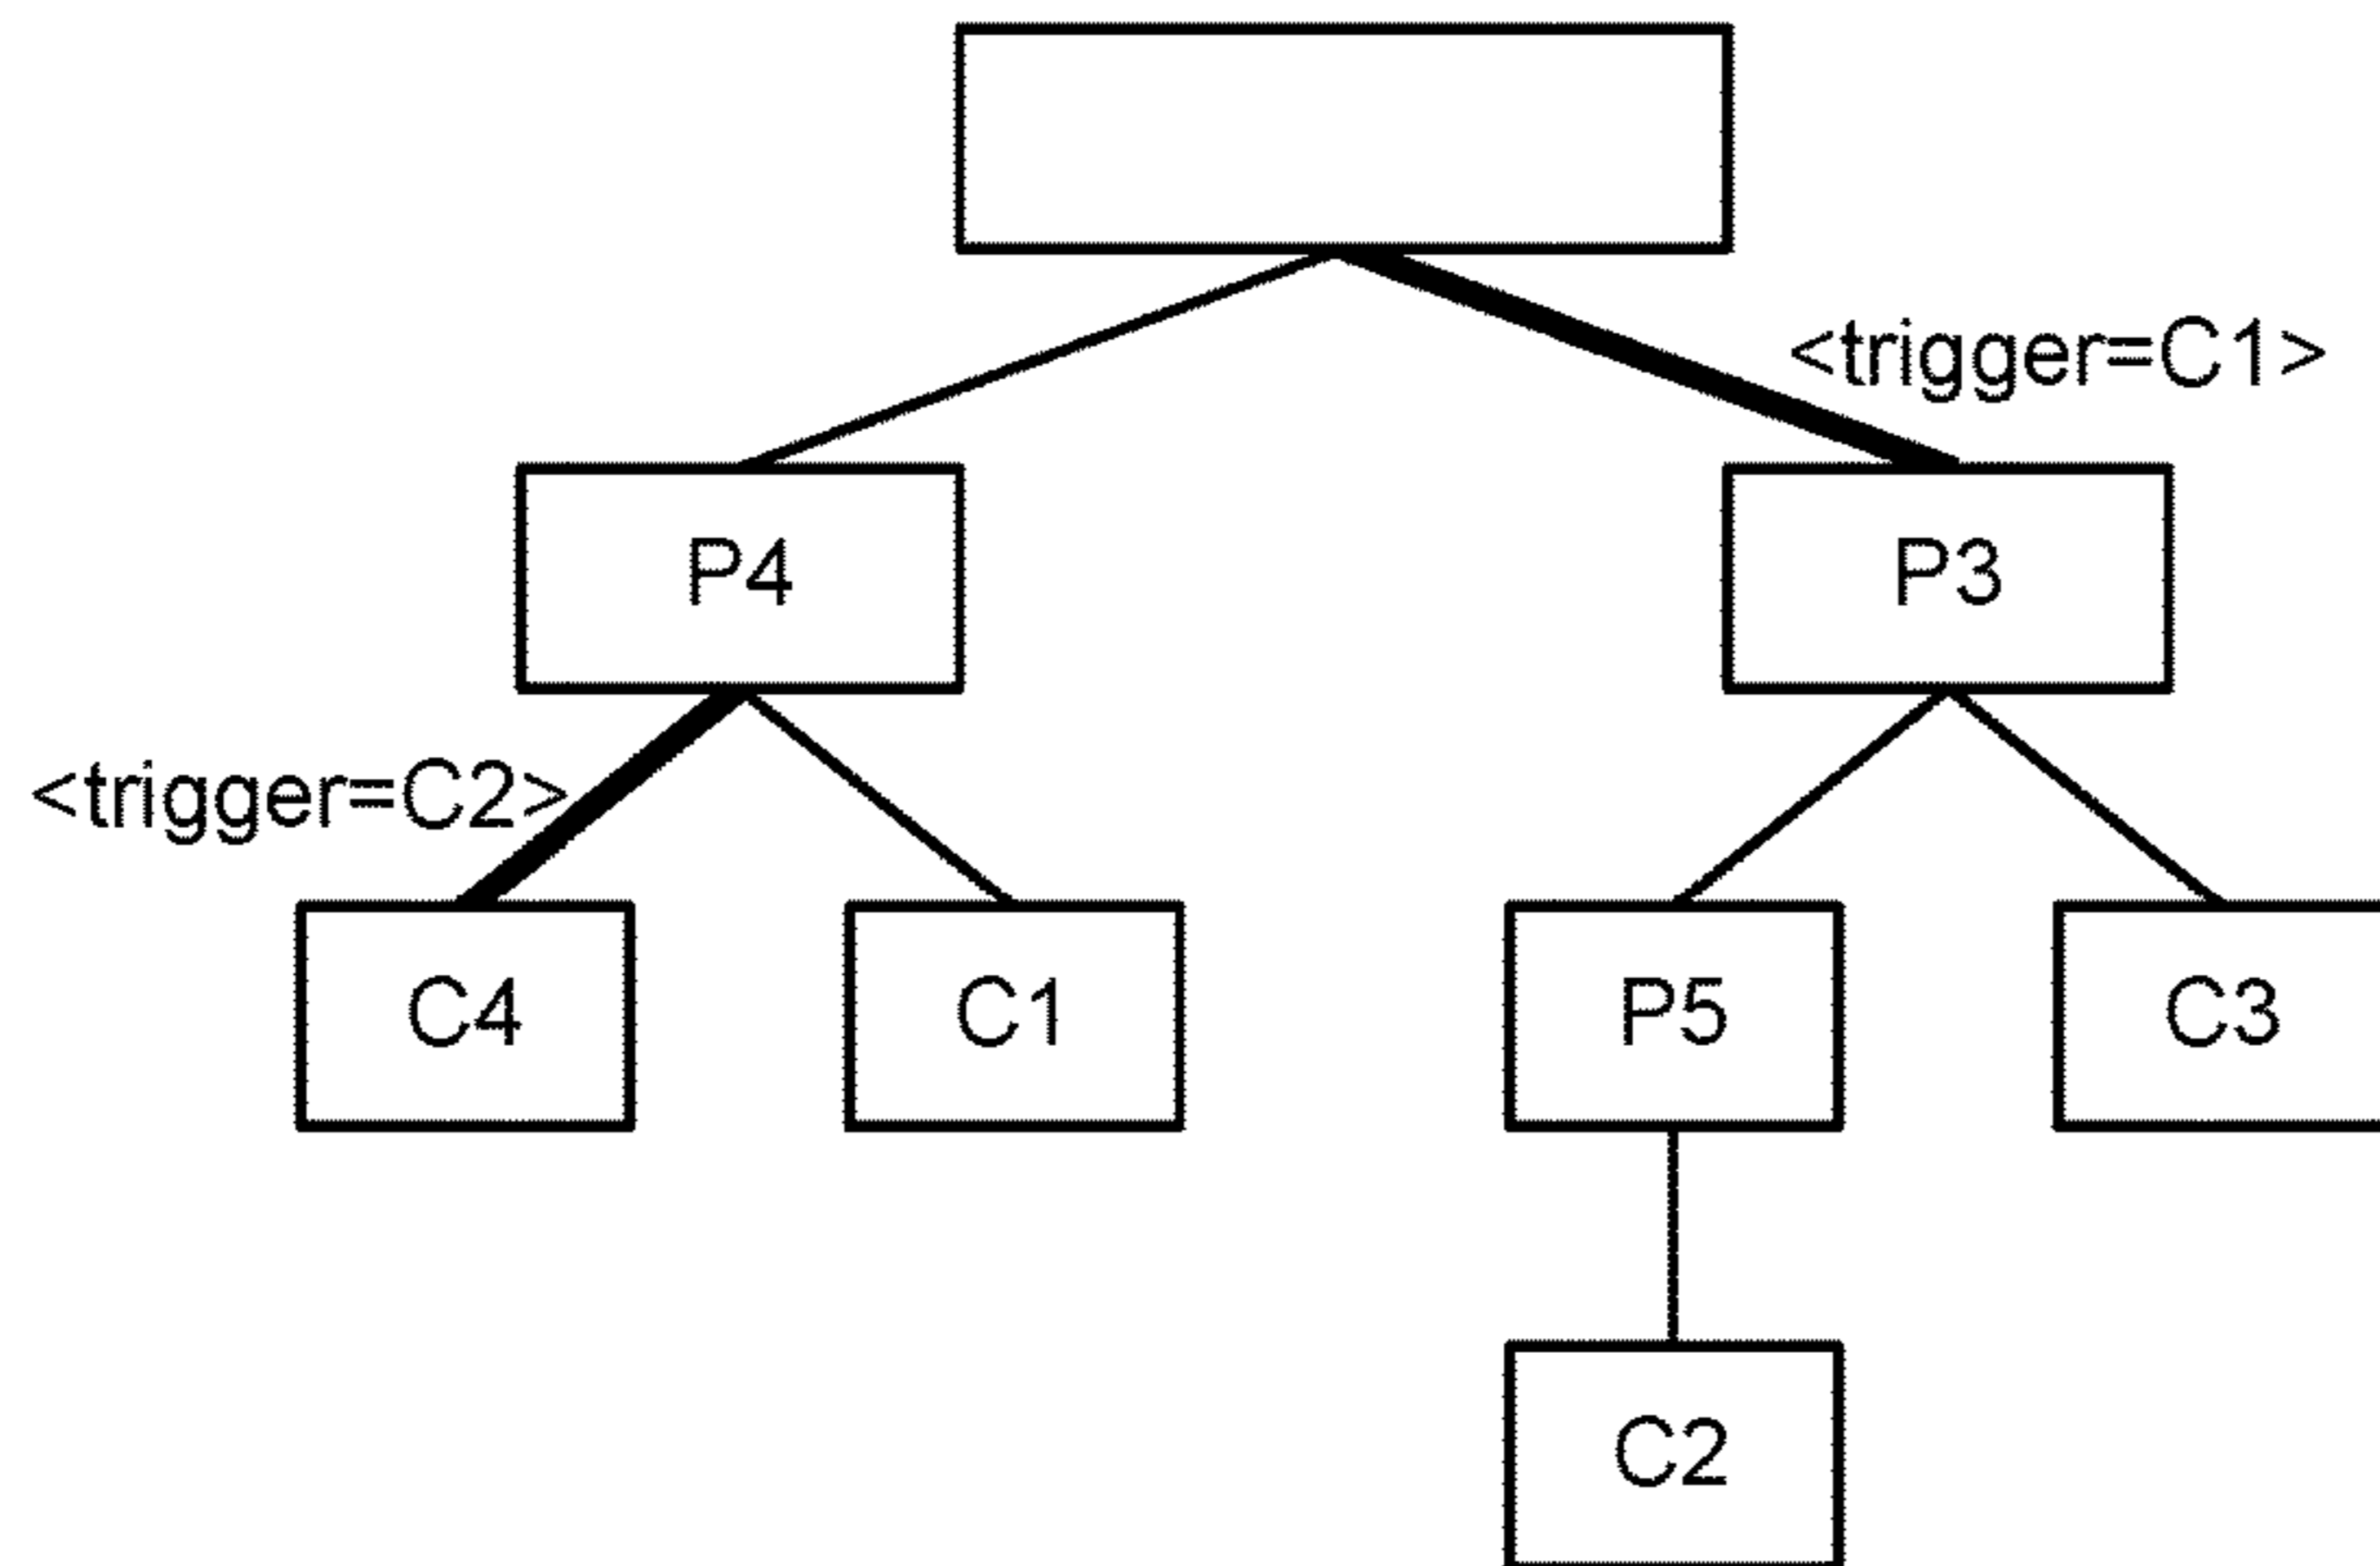 <trigger=C1>
P4
P3
<trigger=C2>
C4
C1
P5
C3
C2